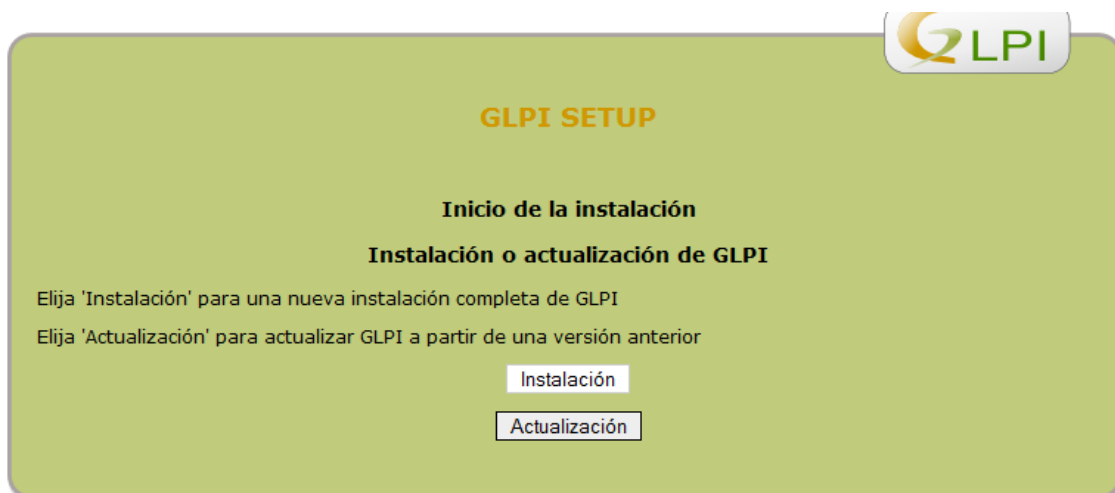 GLPI
GLPI SETUP
Inicio de la instalación
Instalación o actualización de GLPI
Elija 'Instalación' para una nueva instalación completa de GLPI
Elija 'Actualización' para actualizar GLPI a partir de una versión anterior
Instalación
Actualización